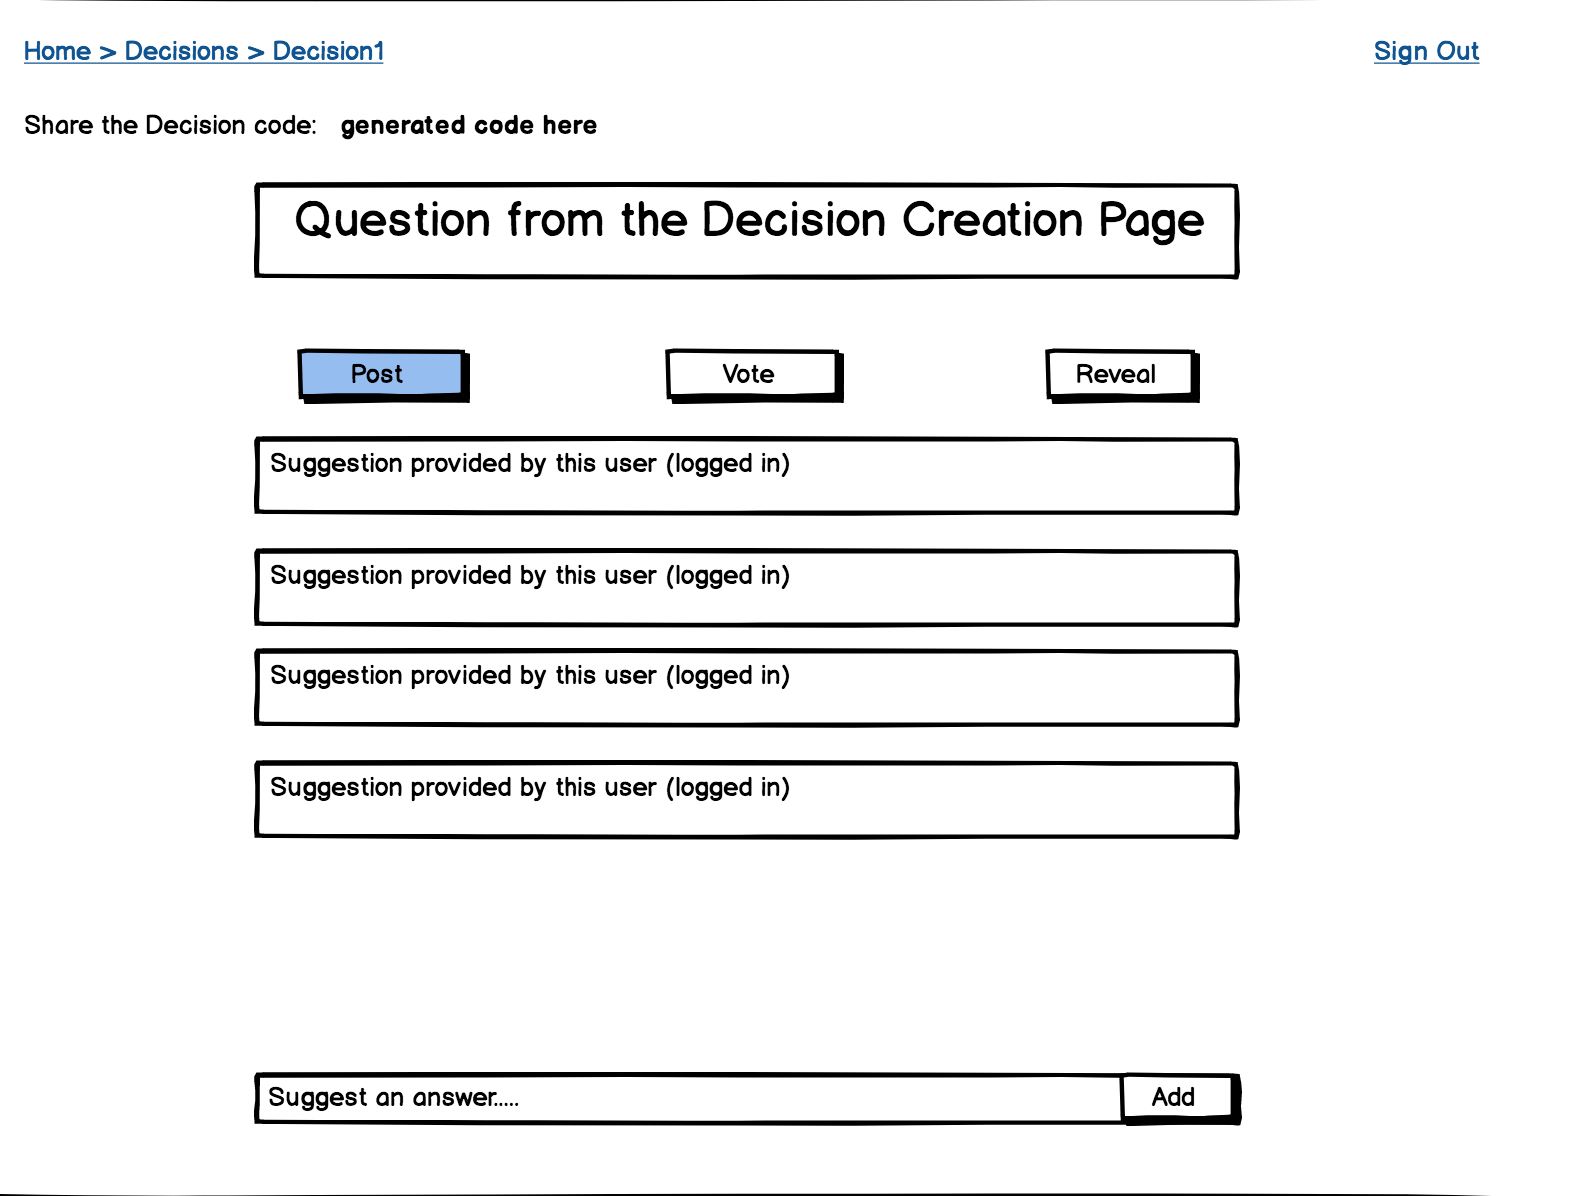 Home > Decisions > Decision1
Sign Out
Share the Decision code: generated code here
Question from the Decision Creation Page
Post
Vote
Reveal
Suggestion provided by this user (logged in)
Suggestion provided by this user (logged in)
Suggestion provided by this user (logged in)
Suggestion provided by this user (logged in)
Suggest an answer.....
Add